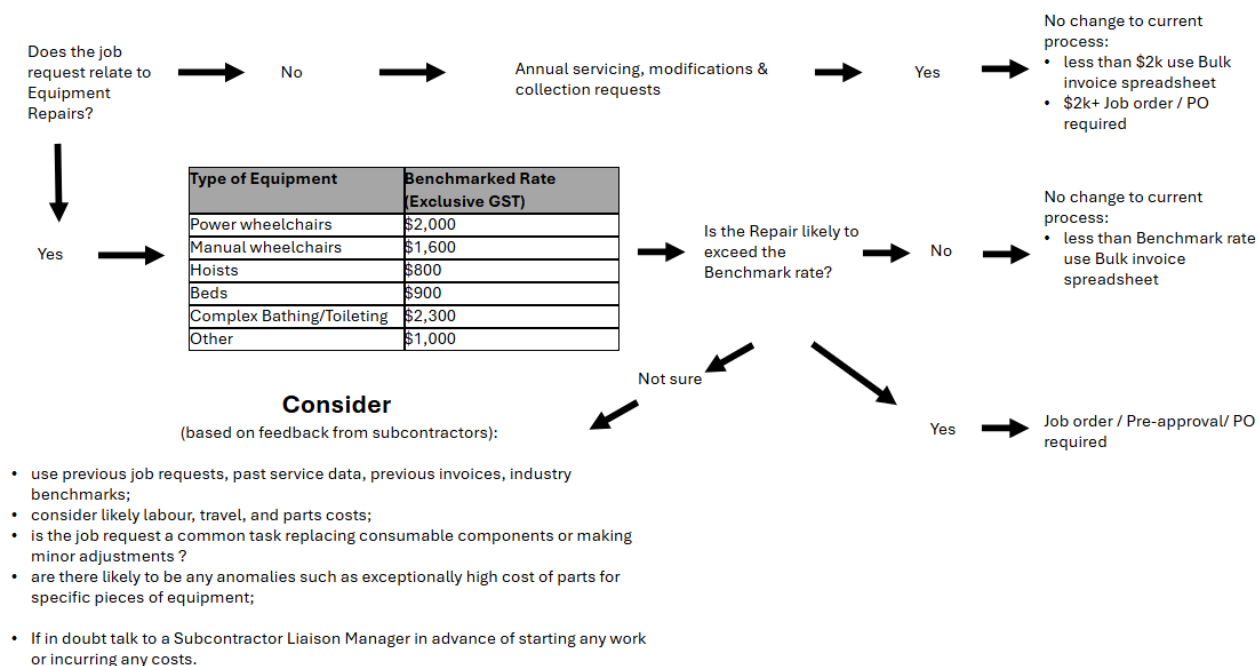 Does the job
request relate to
Equipment
Repairs?
No
Annual servicing, modifications &
collection requests
Yes
No change to current
process:
• less than $2k use Bulk
invoice spreadsheet
• $2k+ Job order / PO
required
Yes
Type of Equipment Benchmarked Rate
(Exclusive GST)
Power wheelchairs $2,000
Manual wheelchairs $1,600
Hoists $800
Beds $900
Complex Bathing/Toileting $2,300
Other $1,000
Is the Repair likely to
exceed the
Benchmark rate?
No
No change to current
process:
• less than Benchmark rate
use Bulk invoice
spreadsheet
Not sure
Yes
Job order / Pre-approval/ PO
required
Consider
(based on feedback from subcontractors):
• use previous job requests, past service data, previous invoices, industry
benchmarks;
• consider likely labour, travel, and parts costs;
• is the job request a common task replacing consumable components or making
minor adjustments ?
• are there likely to be any anomalies such as exceptionally high cost of parts for
specific pieces of equipment;
• If in doubt talk to a Subcontractor Liaison Manager in advance of starting any work
or incurring any costs.